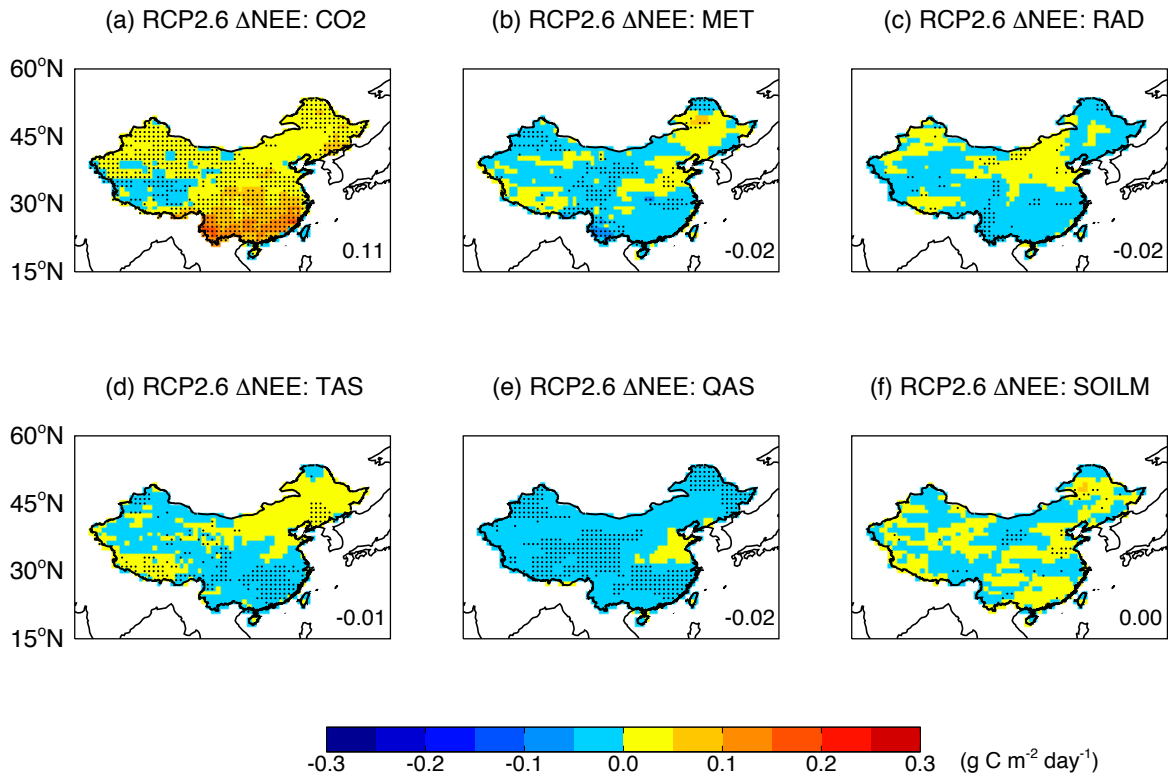 (a) RCP2.6 ΔNEE: CO2
(b) RCP2.6 ΔNEE: MET
(c) RCP2.6 ΔNEE: RAD
60°N
45°N
30°N
15°N
0.11
-0.02
-0.02
(d) RCP2.6 ΔNEE: TAS
(e) RCP2.6 ΔNEE: QAS
(f) RCP2.6 ΔNEE: SOILM
60°N
45°N
30°N
15°N
-0.01
-0.02
0.00
-0.3 -0.2 -0.1 0.0 0.1 0.2 0.3 (g C m⁻² day⁻¹)